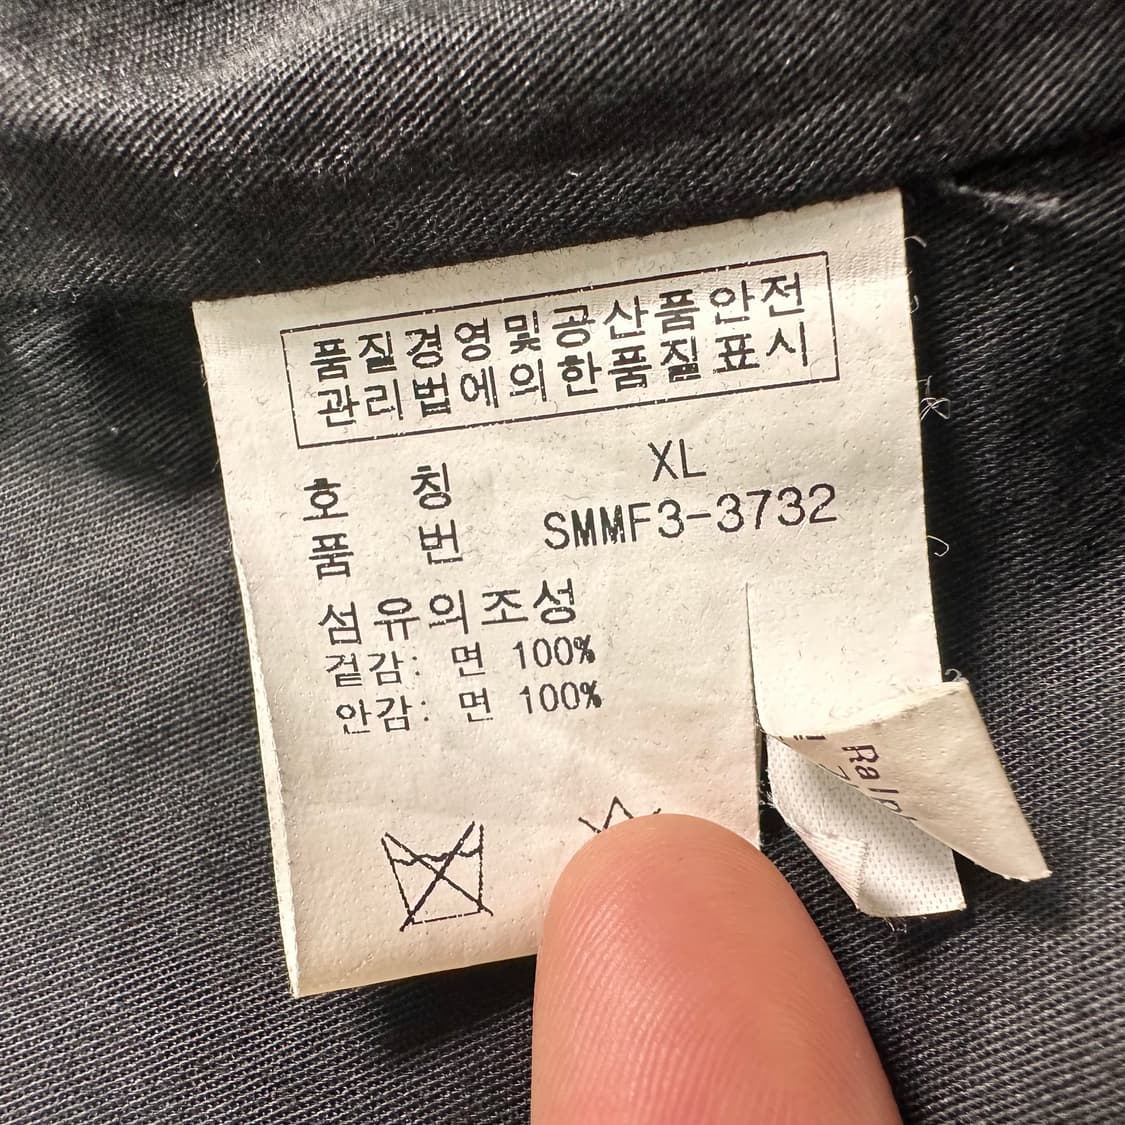 품질경영및공산품안전
관리법에의한품질표시
호 칭 XL
품 번 SMMF3-3732
섬유의조성
겉감: 면 100%
안감: 면 100%